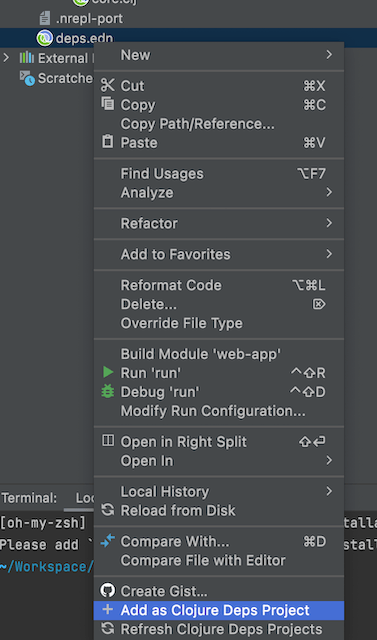 core.clj
.nrepl-port
deps.edn
External
Scratche
New
Cut ⌘X
Copy ⌘C
Copy Path/Reference...
Paste ⌘V
Find Usages ⌥F7
Analyze
Refactor
Add to Favorites
Reformat Code ⌥⌘L
Delete... ⌦
Override File Type
Build Module 'web-app'
Run 'run' ⌃⇧R
Debug 'run' ⌃⇧D
Modify Run Configuration...
Open in Right Split ⇧⏎
Open In
Local History
Reload from Disk
Compare With... ⌘D
Compare File with Editor
Create Gist...
Add as Clojure Deps Project
Refresh Clojure Deps Projects
Terminal: Loc
[oh-my-zsh] I stalla
Please add ` stall
~/Workspace/